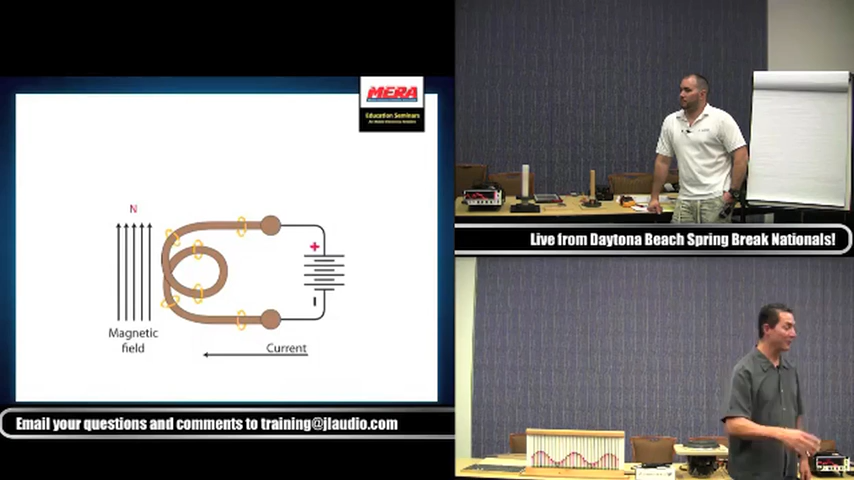 MERA
Education Seminars
N
+
-
Magnetic
field
Current
Email your questions and comments to training@jlaudio.com
Live from Daytona Beach Spring Break Nationals!